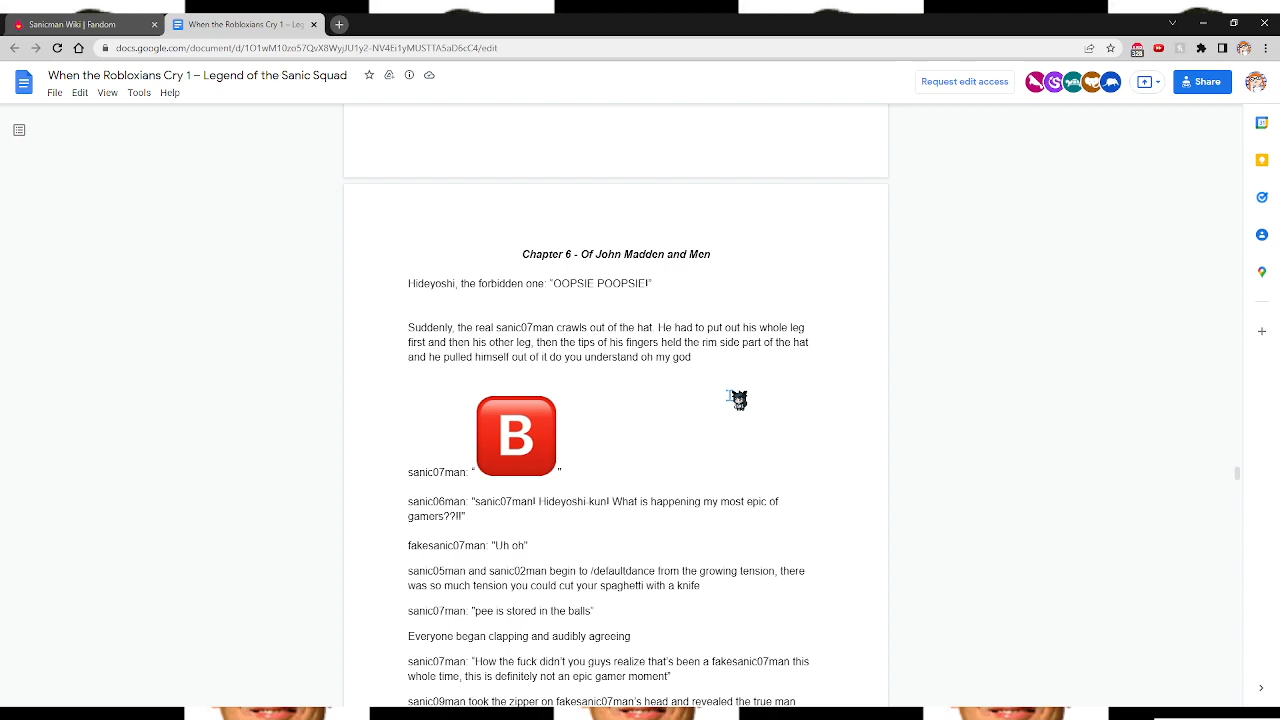 Sanicman Wiki | Fandom
When the Robloxians Cry 1 – Leg
docs.google.com/document/d/1O1wM10zo57QvX8WyjJU1y2-NV4Ei1yMUSTTA5aD6cC4/edit
When the Robloxians Cry 1 – Legend of the Sanic Squad
File Edit View Tools Help
Request edit access
Share
Chapter 6 - Of John Madden and Men
Hideyoshi, the forbidden one: “OOPSIE POOPSIE!”
Suddenly, the real sanic07man crawls out of the hat. He had to put out his whole leg
first and then his other leg, then the tips of his fingers held the rim side part of the hat
and he pulled himself out of it do you understand oh my god
B
sanic07man: “ ”
sanic06man: "sanic07man! Hideyoshi-kun! What is happening my most epic of
gamers??!!”
fakesanic07man: "Uh oh"
sanic05man and sanic02man begin to /defaultdance from the growing tension, there
was so much tension you could cut your spaghetti with a knife
sanic07man: "pee is stored in the balls”
Everyone began clapping and audibly agreeing
sanic07man: “How the fuck didn’t you guys realize that’s been a fakesanic07man this
whole time, this is definitely not an epic gamer moment”
sanic09man took the zipper on fakesanic07man’s head and revealed the true man